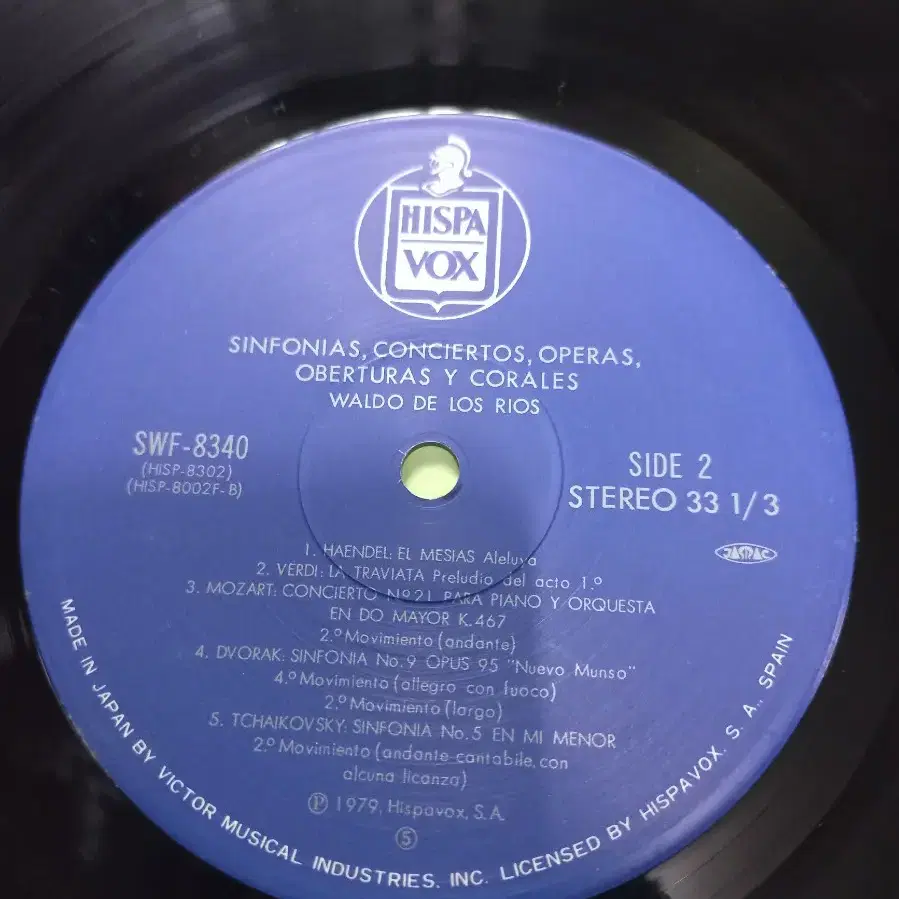 HISPA
VOX
SINFONIAS, CONCIERTOS, OPERAS,
OBERTURAS Y CORALES
WALDO DE LOS RIOS
SWF-8340
(HISP-8302)
(HISP-8002F-B)
SIDE 2
STEREO 33 1/3
JASRAC
1. HAENDEL: EL MESIAS Aleluya
2. VERDI: LA TRAVIATA Preludio del acto 1.º
3. MOZART: CONCIERTO Nº21 PARA PIANO Y ORQUESTA
EN DO MAYOR K.467
2.º Movimiento (andante)
4. DVORAK: SINFONIA No. 9 OPUS 95 "Nuevo Munso"
4.º Movimiento (allegro con fuoco)
2.º Movimiento (largo)
5. TCHAIKOVSKY: SINFONIA No.5 EN MI MENOR
2.º Movimiento (andante cantabile, con
alcuna licanza)
Ⓟ 1979, Hispavox, S.A.
⑤
MADE IN JAPAN BY VICTOR MUSICAL INDUSTRIES, INC. LICENSED BY HISPAVOX, S. A., SPAIN